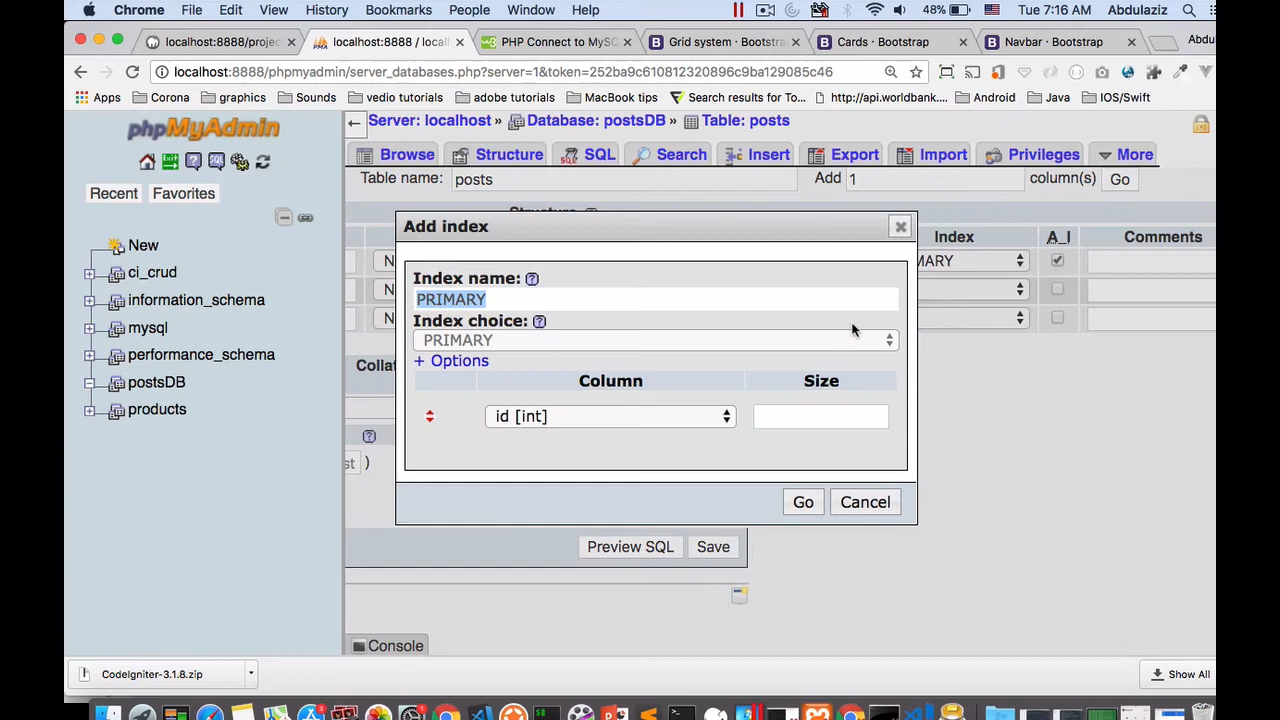 Chrome File Edit View History Bookmarks People Window Help 48% Tue 7:16 AM Abdulaziz
localhost:8888/projec localhost:8888 / local PHP Connect to MySQ Grid system · Bootstra Cards · Bootstrap Navbar · Bootstrap Abdul
localhost:8888/phpmyadmin/server_databases.php?server=1&token=252ba9c610812320896c9ba129085c46
Apps Corona graphics Sounds vedio tutorials adobe tutorials MacBook tips Search results for To... http://api.worldbank.... Android Java IOS/Swift
phpMyAdmin
Recent Favorites
New
ci_crud
information_schema
mysql
performance_schema
postsDB
products
Server: localhost » Database: postsDB » Table: posts
Browse Structure SQL Search Insert Export Import Privileges More
Table name: posts Add 1 column(s) Go
Structure
Index A_I Comments
N MARY
N
N
Collat
st )
Add index
Index name:
PRIMARY
Index choice:
PRIMARY
+ Options
Column Size
id [int]
Go Cancel
Preview SQL Save
Console
CodeIgniter-3.1.8.zip Show All